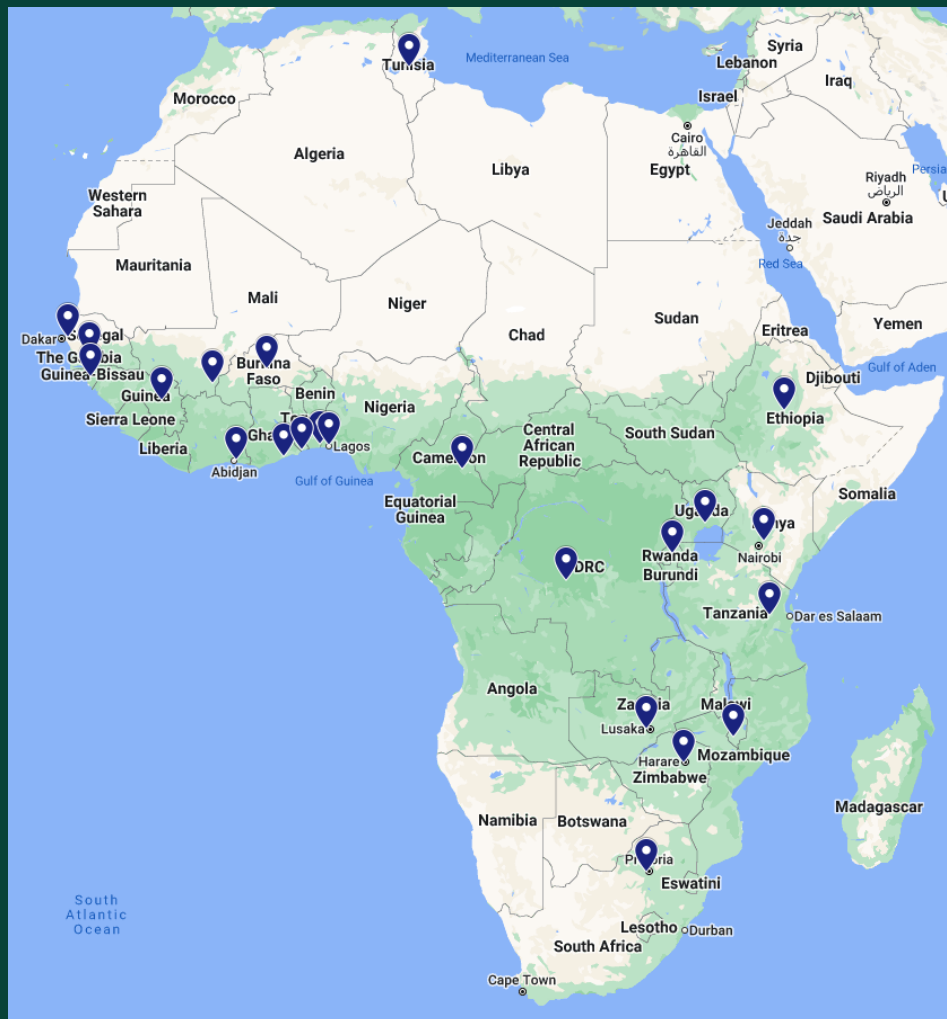 Syria
Lebanon
Mediterranean Sea
Tunisia
Iraq
Israel
Morocco
Cairo
القاهرة
Algeria
Libya
Egypt
Persia
Riyadh
الرياض
Western
Sahara
Saudi Arabia
Jeddah
جدة
Red Sea
Mauritania
Mali
Niger
Chad
Sudan
Eritrea
Yemen
Dakar
Gulf of Aden
The Gambia
Guinea-Bissau
Burkina
Faso
Djibouti
Guinea
Benin
Nigeria
Ethiopia
Sierra Leone
Central
African
Republic
South Sudan
Liberia
Lagos
Abidjan
Gulf of Guinea
Somalia
Equatorial
Guinea
Nairobi
Rwanda
Burundi
DRC
Tanzania
Dar es Salaam
Angola
Lusaka
Mozambique
Harare
Zimbabwe
Madagascar
Namibia
Botswana
Eswatini
South
Atlantic
Ocean
Lesotho
Durban
South Africa
Cape Town